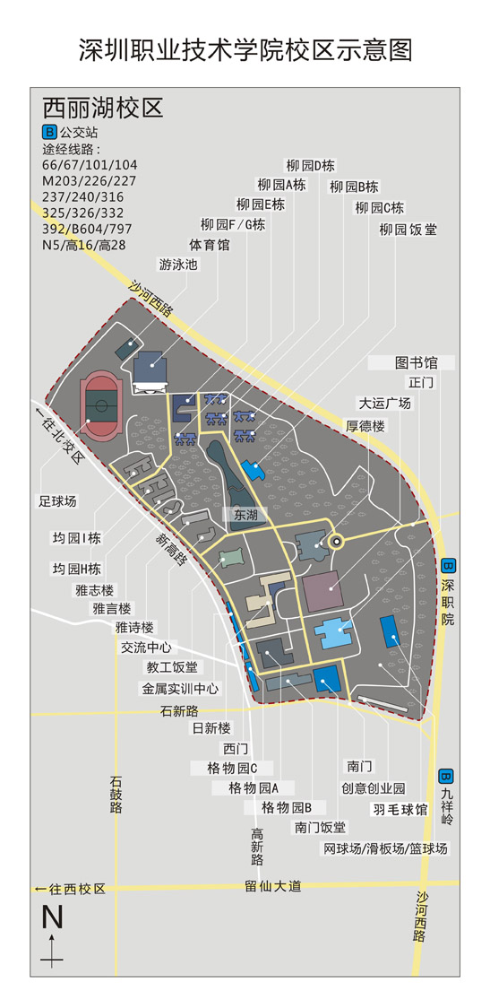 深圳职业技术学院校区示意图
西丽湖校区
B 公交站
途经线路：
66/67/101/104
M203/226/227
237/240/316
325/326/332
392/B604/797
N5/高16/高28
柳园D栋
柳园A栋
柳园B栋
柳园E栋
柳园C栋
柳园F/G栋
柳园饭堂
体育馆
游泳池
沙河西路
图书馆
正门
大运广场
厚德楼
←往北校区
足球场
东湖
均园I栋
新高路
均园H栋
B
深职院
雅志楼
雅言楼
雅诗楼
交流中心
教工饭堂
金属实训中心
石新路
日新楼
西门
格物园C
南门
格物园A
创意创业园
B
九祥岭
石鼓路
格物园B
羽毛球馆
南门饭堂
高新路
网球场/滑板场/篮球场
←往西校区
留仙大道
沙河西路
N